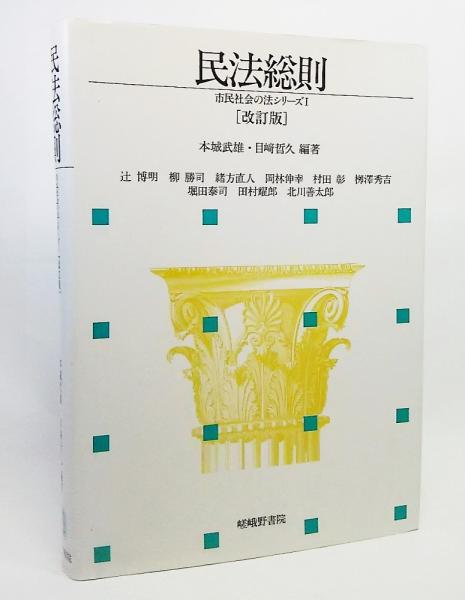 民法総則
市民社会の法シリーズI
[改訂版]
本城武雄・目﨑哲久 編著
辻 博明 柳 勝司 緒方直人 岡林伸幸 村田 彰 栁澤秀吉
堀田泰司 田村耀郎 北川善太郎
嵯峨野書院
民法総則